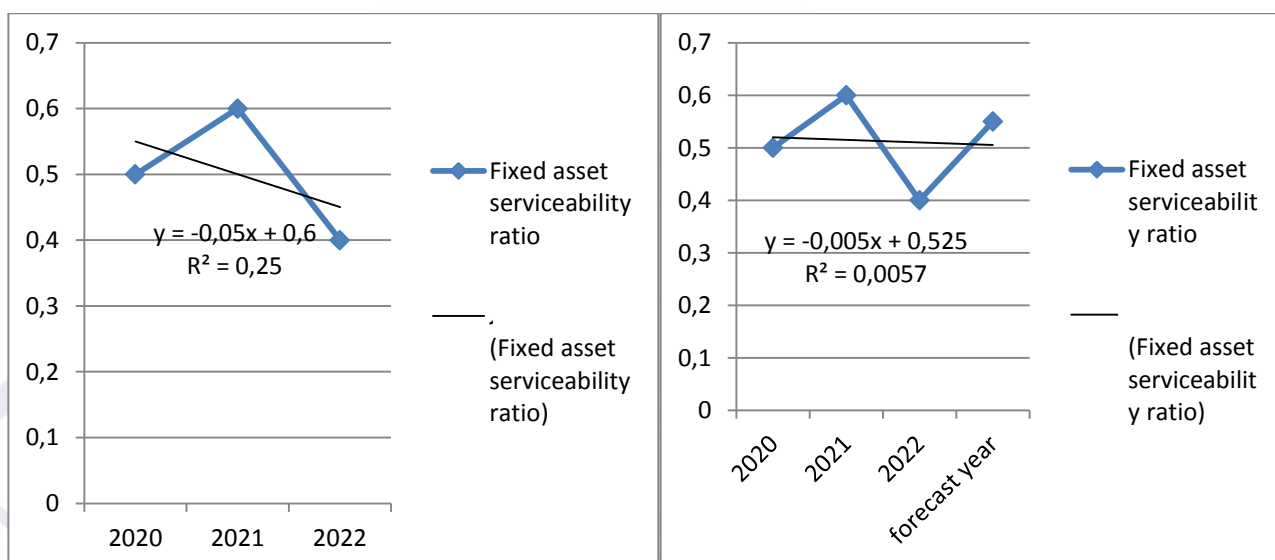 0,7
0,6
0,5
0,4
0,3
0,2
0,1
0
2020
2021
2022
y = -0,05x + 0,6
R² = 0,25
Fixed asset
serviceability
ratio
(Fixed asset
serviceability
ratio)
0,7
0,6
0,5
0,4
0,3
0,2
0,1
0
2020
2021
2022
forecast year
y = -0,005x + 0,525
R² = 0,0057
Fixed asset
serviceabilit
y ratio
(Fixed asset
serviceabilit
y ratio)